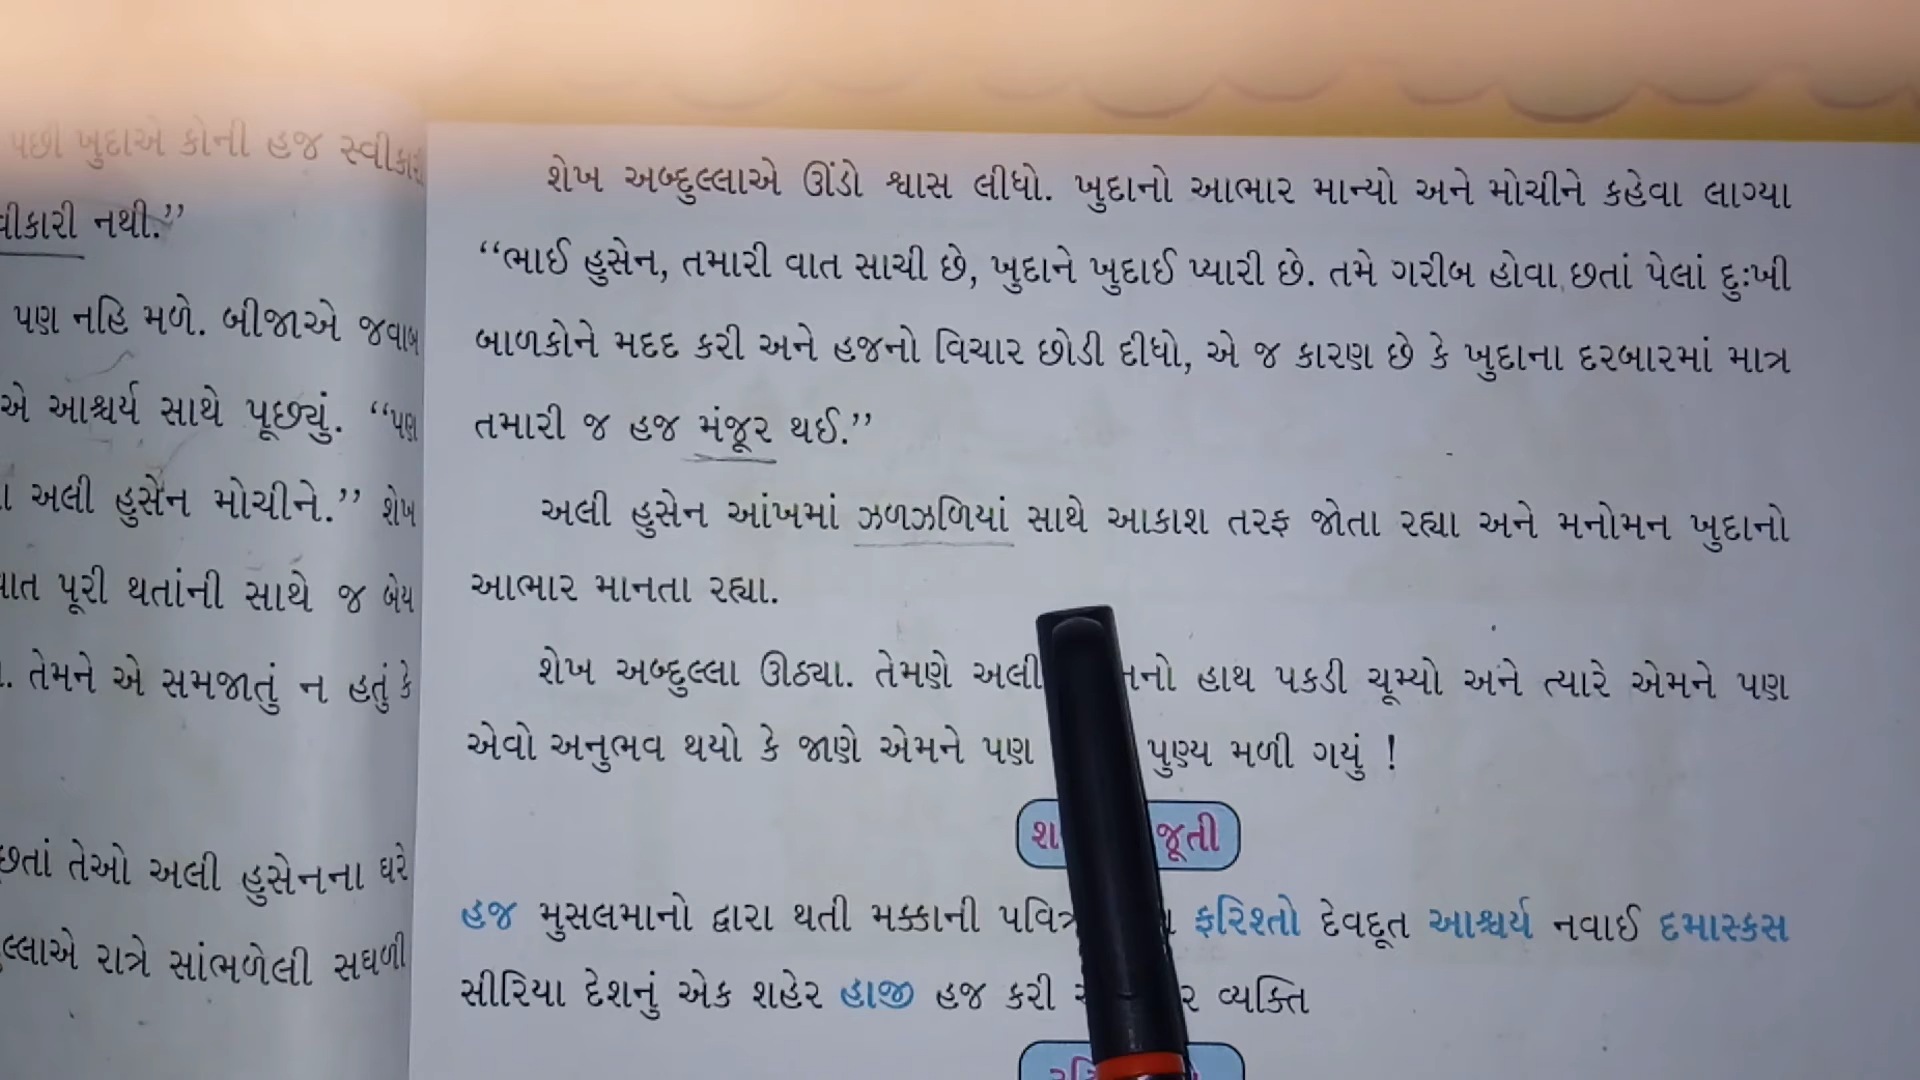 પછી ખુદાએ કોની હજ સ્વીકારી
નથી.”
પણ નહિ મળે. બીજાએ જવાબ
એ આશ્ચર્ય સાથે પૂછ્યું. “પણ
અલી હુસેન મોચીને.” શેખ
પૂરી થતાંની સાથે જ બેય
તેમને એ સમજાતું ન હતું કે
છતાં તેઓ અલી હુસેનના ઘરે
રાત્રે સાંભળેલી સઘળી
શેખ અબ્દુલ્લાએ ઊંડો શ્વાસ લીધો. ખુદાનો આભાર માન્યો અને મોચીને કહેવા લાગ્યા
“ભાઈ હુસેન, તમારી વાત સાચી છે, ખુદાને ખુદાઈ પ્યારી છે. તમે ગરીબ હોવા છતાં પેલાં દુઃખી
બાળકોને મદદ કરી અને હજનો વિચાર છોડી દીધો, એ જ કારણ છે કે ખુદાના દરબારમાં માત્ર
તમારી જ હજ મંજૂર થઈ.”
અલી હુસેન આંખમાં ઝળઝળિયાં સાથે આકાશ તરફ જોતા રહ્યા અને મનોમન ખુદાનો
આભાર માનતા રહ્યા.
શેખ અબ્દુલ્લા ઊઠ્યા. તેમણે અલી હાથ પકડી ચૂમ્યો અને ત્યારે એમને પણ
એવો અનુભવ થયો કે જાણે એમને પણ પુણ્ય મળી ગયું !
હજ મુસલમાનો દ્વારા થતી મક્કાની પવિત્ર ફરિશ્તો દેવદૂત આશ્ચર્ય નવાઈ દમાસ્કસ
સીરિયા દેશનું એક શહેર હાજી હજ કરી વ્યક્તિ